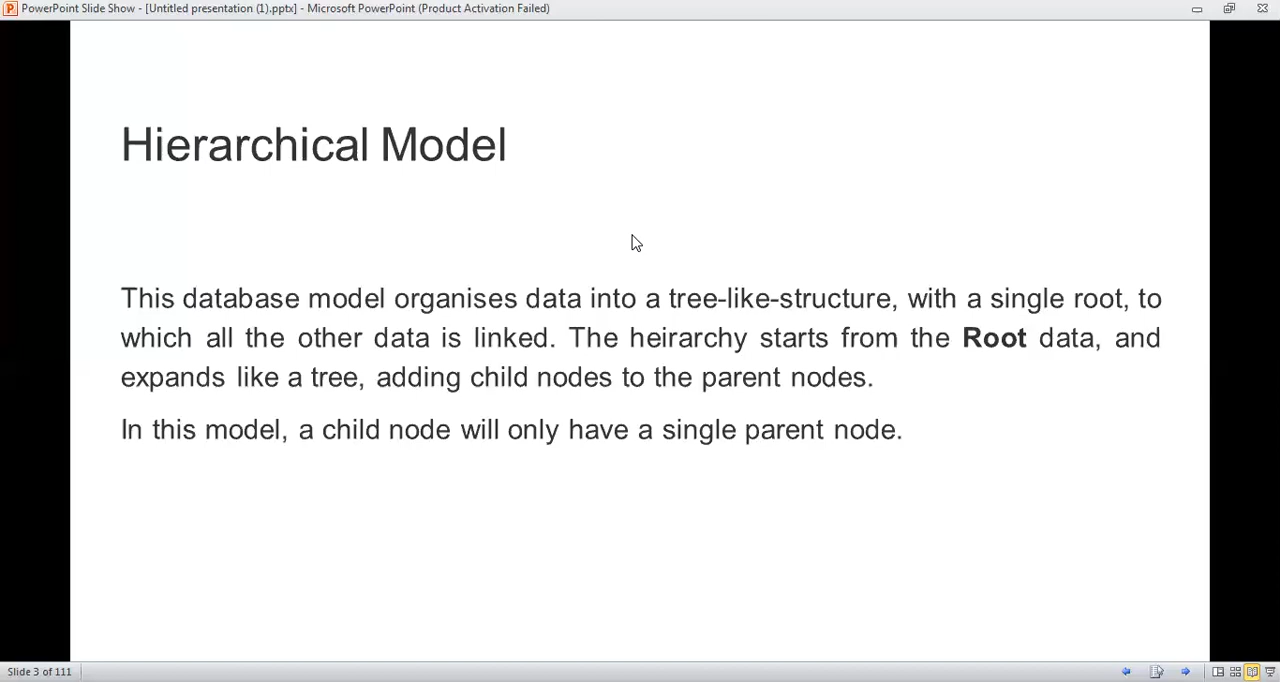 PowerPoint Slide Show - [Untitled presentation (1).pptx] - Microsoft PowerPoint (Product Activation Failed)
Hierarchical Model
This database model organises data into a tree-like-structure, with a single root, to
which all the other data is linked. The heirarchy starts from the Root data, and
expands like a tree, adding child nodes to the parent nodes.
In this model, a child node will only have a single parent node.
Slide 3 of 111